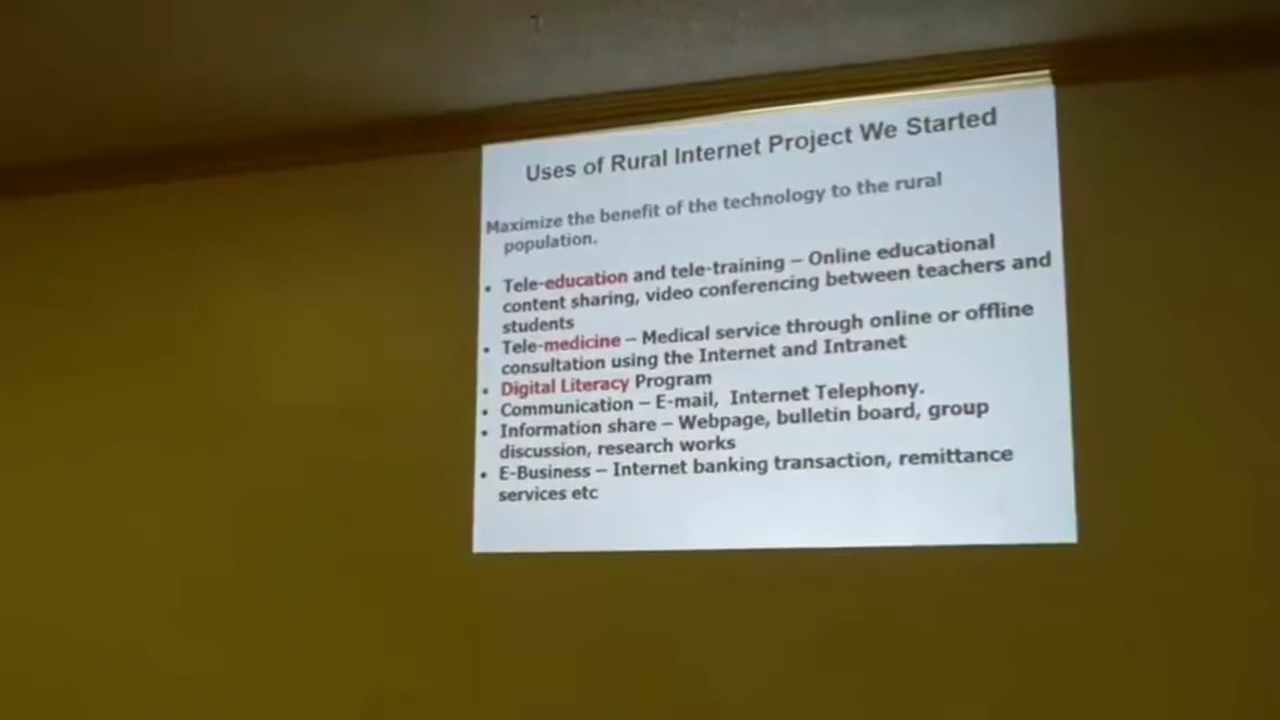 Uses of Rural Internet Project We Started
Maximize the benefit of the technology to the rural
population.
• Tele-education and tele-training – Online educational
content sharing, video conferencing between teachers and
students
• Tele-medicine – Medical service through online or offline
consultation using the Internet and Intranet
• Digital Literacy Program
• Communication – E-mail, Internet Telephony.
• Information share – Webpage, bulletin board, group
discussion, research works
• E-Business – Internet banking transaction, remittance
services etc